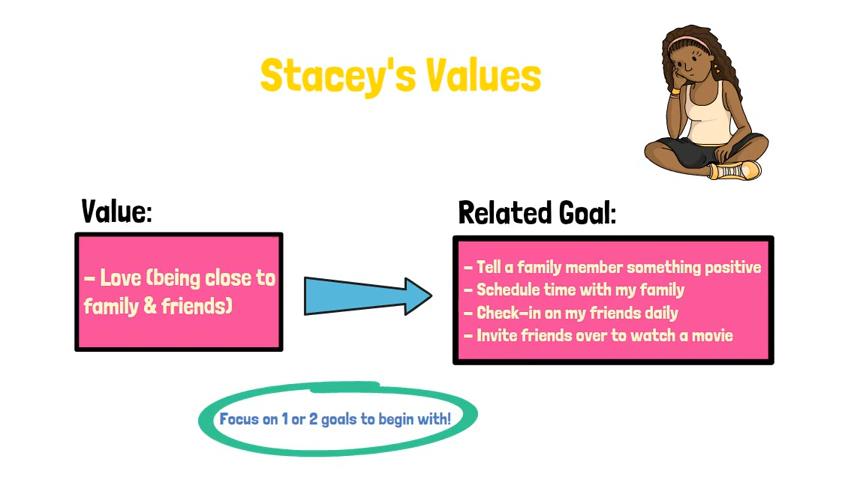 Stacey's Values
Value:
- Love (being close to
family & friends)
Related Goal:
- Tell a family member something positive
- Schedule time with my family
- Check-in on my friends daily
- Invite friends over to watch a movie
Focus on 1 or 2 goals to begin with!